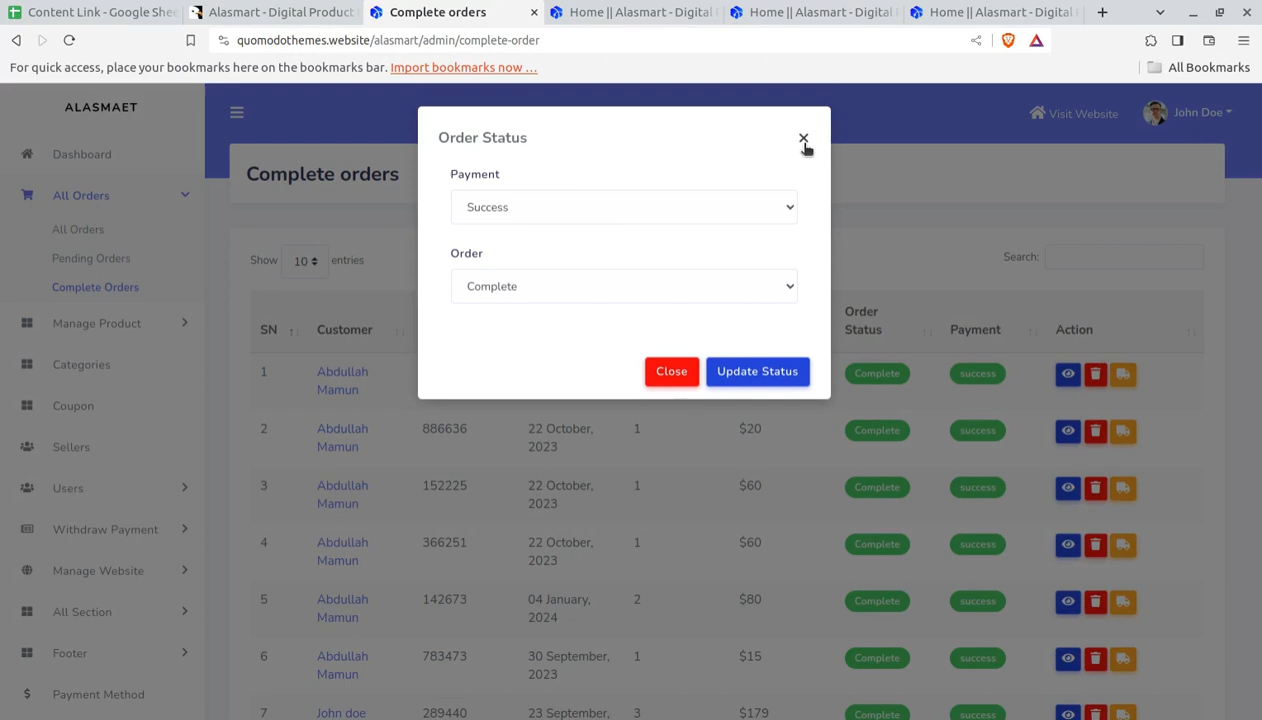 Content Link - Google Shee
Alasmart - Digital Product
Complete orders
Home || Alasmart - Digital
Home || Alasmart - Digital
Home || Alasmart - Digital
quomodothemes.website/alasmart/admin/complete-order
For quick access, place your bookmarks here on the bookmarks bar. Import bookmarks now ...
All Bookmarks
ALASMAET
Visit Website
John Doe
Dashboard
All Orders
All Orders
Pending Orders
Complete Orders
Manage Product
Categories
Coupon
Sellers
Users
Withdraw Payment
Manage Website
All Section
Footer
Payment Method
Complete orders
Order Status
Payment
Success
Order
Complete
Close
Update Status
Show 10 entries
Search:
SN Customer Order Status Payment Action
1 Abdullah Mamun Complete success
2 Abdullah Mamun 886636 22 October, 2023 1 $20 Complete success
3 Abdullah Mamun 152225 22 October, 2023 1 $60 Complete success
4 Abdullah Mamun 366251 22 October, 2023 1 $60 Complete success
5 Abdullah Mamun 142673 04 January, 2024 2 $80 Complete success
6 Abdullah Mamun 783473 30 September, 2023 1 $15 Complete success
7 John doe 289440 23 September, 3 $179 Complete success